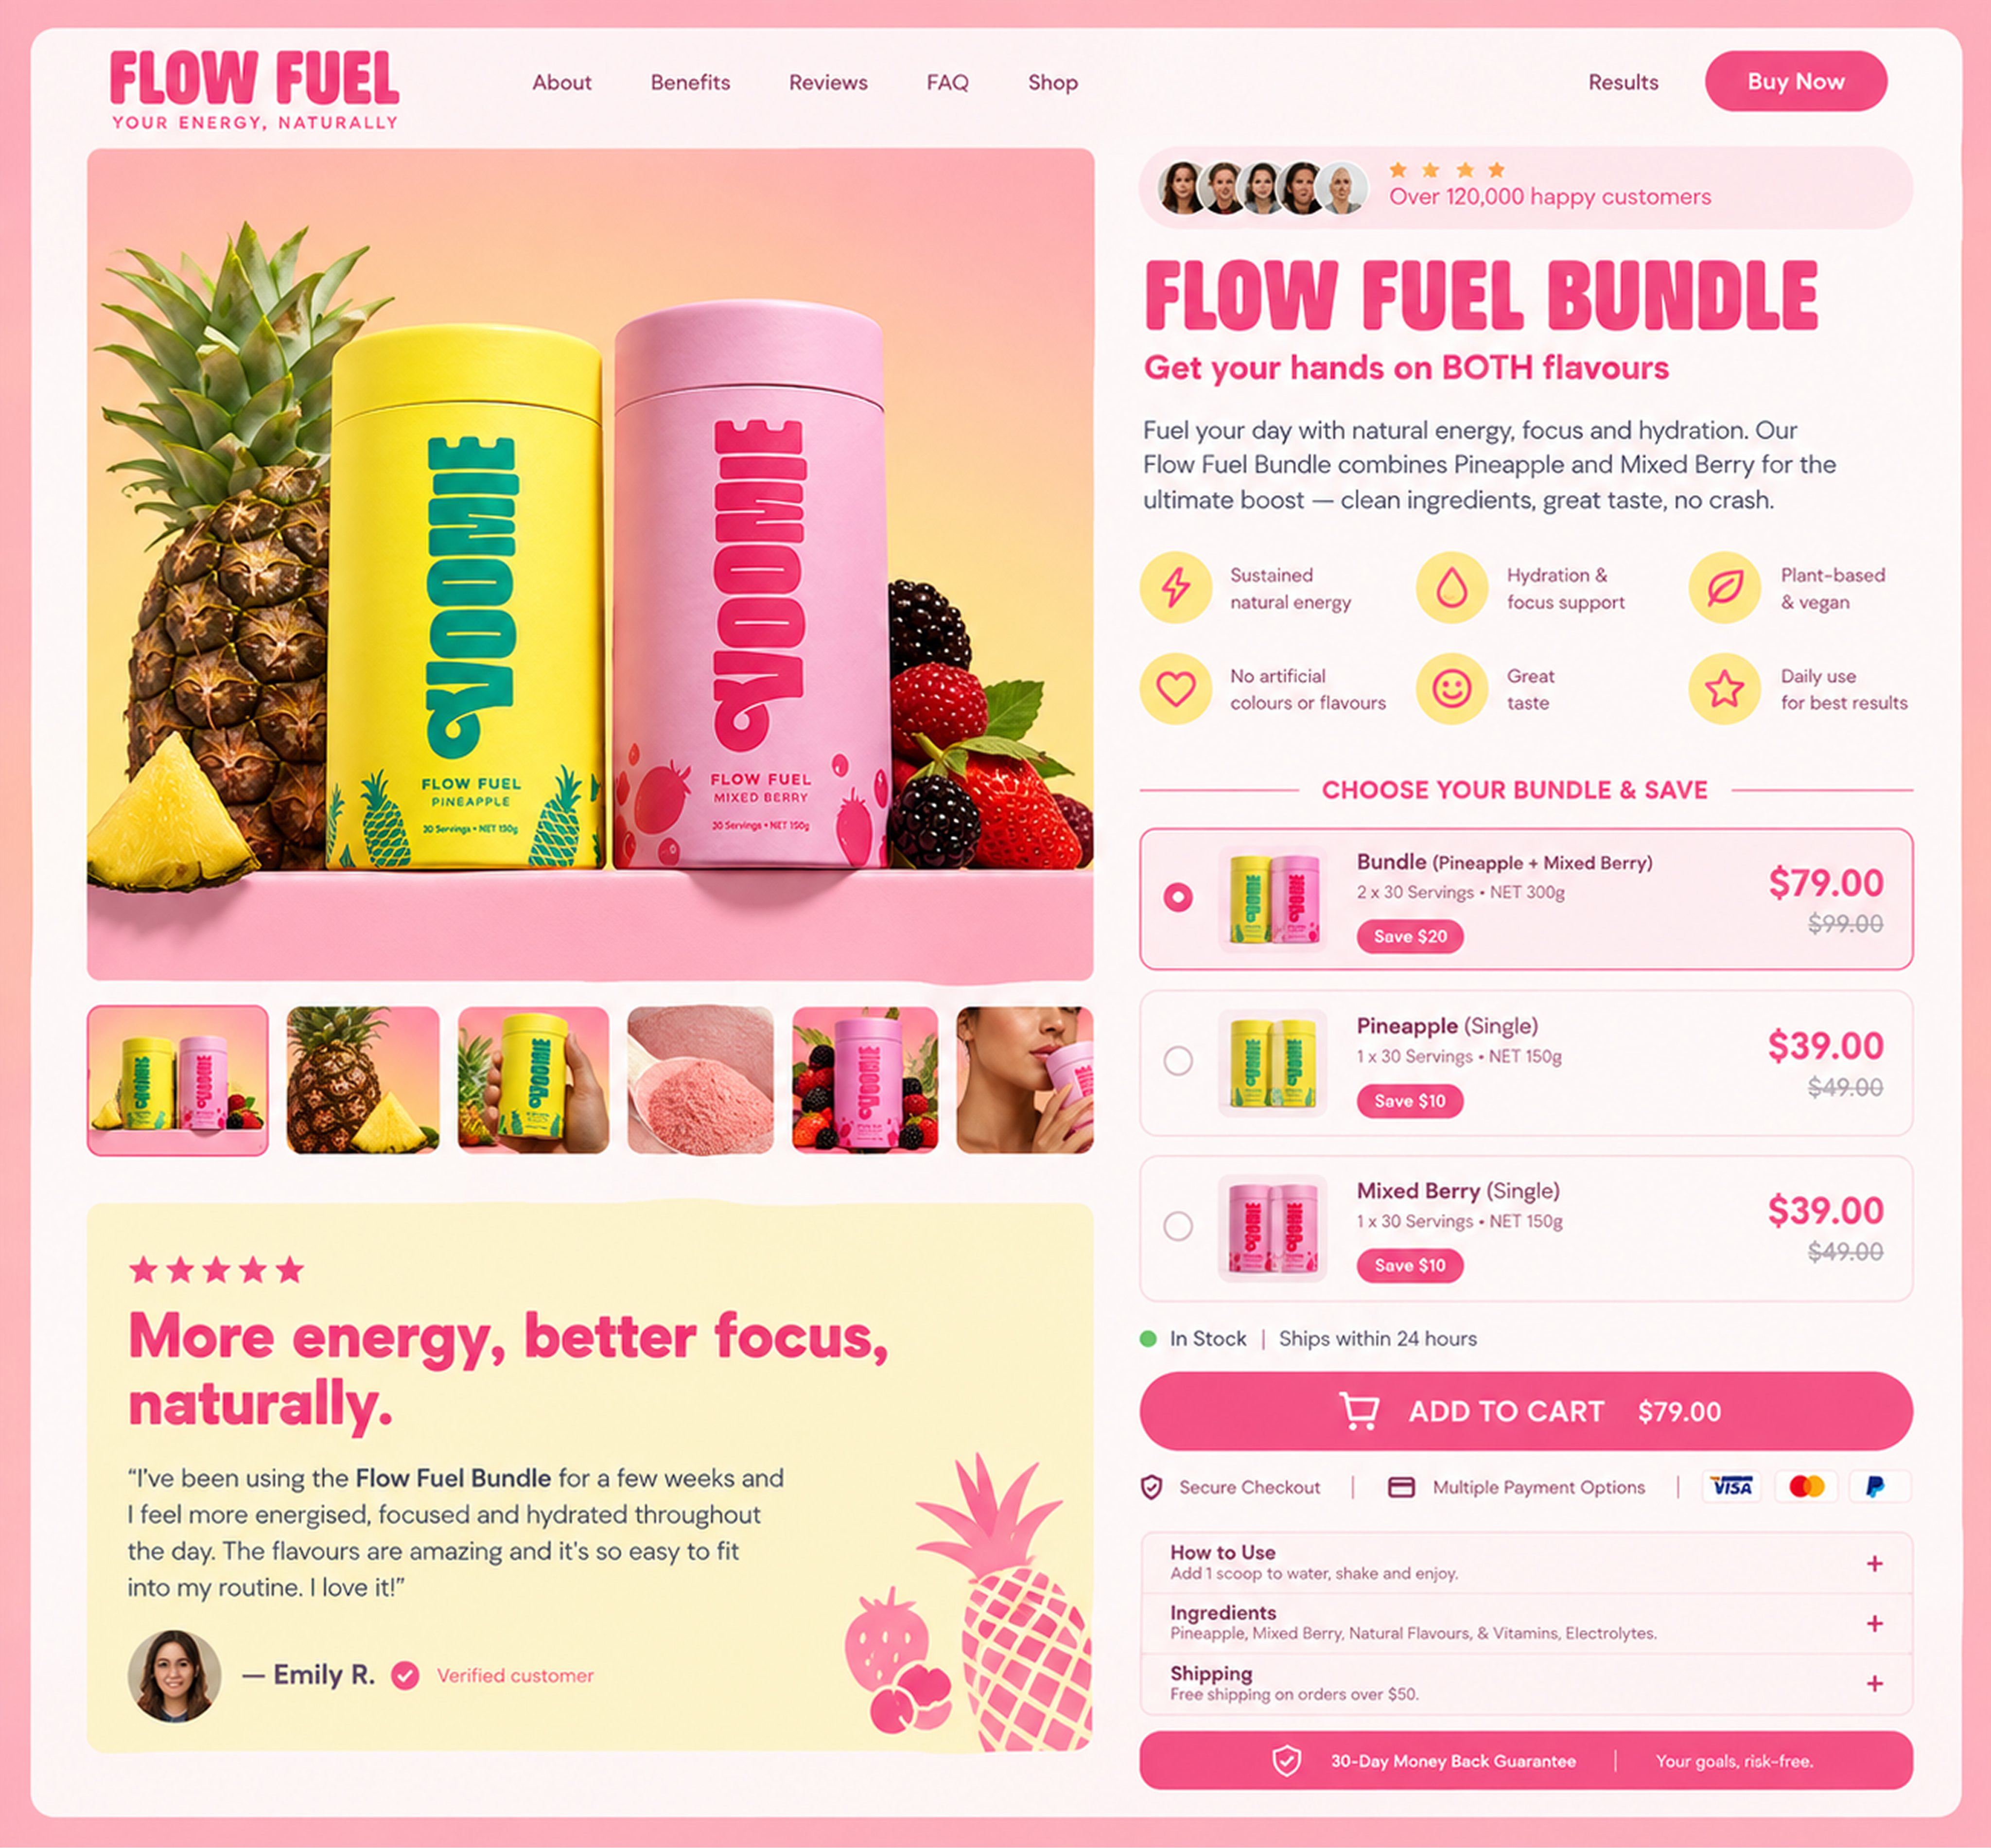 FLOW FUEL
YOUR ENERGY, NATURALLY
About
Benefits
Reviews
FAQ
Shop
Results
Buy Now
VOOMIE
FLOW FUEL
PINEAPPLE
30 Servings • NET 150g
VOOMIE
FLOW FUEL
MIXED BERRY
30 Servings • NET 150g
VOOMIE
VOOMIE
VOOMIE
VOOMIE
More energy, better focus,
naturally.
“I’ve been using the Flow Fuel Bundle for a few weeks and
I feel more energised, focused and hydrated throughout
the day. The flavours are amazing and it's so easy to fit
into my routine. I love it!”
— Emily R.
Verified customer
Over 120,000 happy customers
FLOW FUEL BUNDLE
Get your hands on BOTH flavours
Fuel your day with natural energy, focus and hydration. Our
Flow Fuel Bundle combines Pineapple and Mixed Berry for the
ultimate boost — clean ingredients, great taste, no crash.
Sustained
natural energy
Hydration &
focus support
Plant-based
& vegan
No artificial
colours or flavours
Great
taste
Daily use
for best results
CHOOSE YOUR BUNDLE & SAVE
VOOMIE
VOOMIE
Bundle (Pineapple + Mixed Berry)
2 x 30 Servings • NET 300g
Save $20
$79.00
$99.00
VOOMIE
VOOMIE
Pineapple (Single)
1 x 30 Servings • NET 150g
Save $10
$39.00
$49.00
VOOMIE
VOOMIE
Mixed Berry (Single)
1 x 30 Servings • NET 150g
Save $10
$39.00
$49.00
In Stock | Ships within 24 hours
ADD TO CART $79.00
Secure Checkout | Multiple Payment Options |
VISA
P
How to Use
+
Add 1 scoop to water, shake and enjoy.
Ingredients
+
Pineapple, Mixed Berry, Natural Flavours, & Vitamins, Electrolytes.
Shipping
+
Free shipping on orders over $50.
30-Day Money Back Guarantee | Your goals, risk-free.